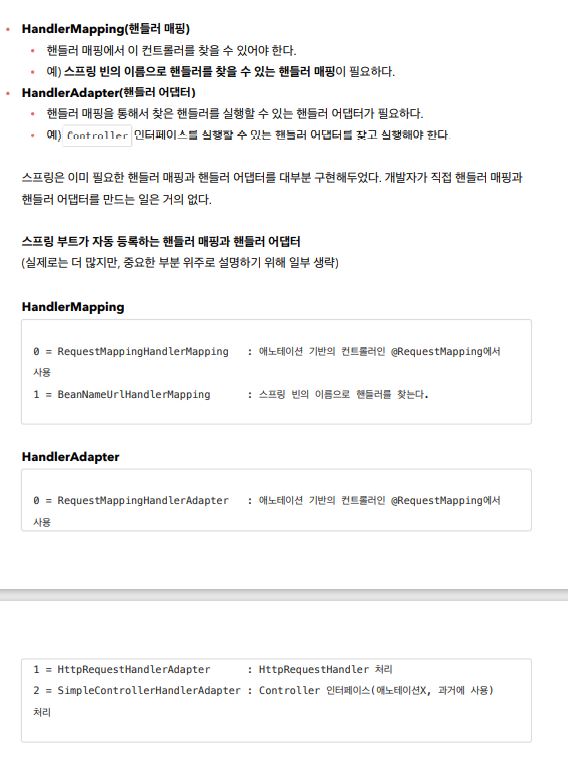 HandlerMapping(핸들러 매핑)
핸들러 매핑에서 이 컨트롤러를 찾을 수 있어야 한다.
예) 스프링 빈의 이름으로 핸들러를 찾을 수 있는 핸들러 매핑이 필요하다.
HandlerAdapter(핸들러 어댑터)
핸들러 매핑을 통해서 찾은 핸들러를 실행할 수 있는 핸들러 어댑터가 필요하다.
예) Controller 인터페이스를 실행할 수 있는 핸들러 어댑터를 찾고 실행해야 한다.
스프링은 이미 필요한 핸들러 매핑과 핸들러 어댑터를 대부분 구현해두었다. 개발자가 직접 핸들러 매핑과
핸들러 어댑터를 만드는 일은 거의 없다.
스프링 부트가 자동 등록하는 핸들러 매핑과 핸들러 어댑터
(실제로는 더 많지만, 중요한 부분 위주로 설명하기 위해 일부 생략)
HandlerMapping
0 = RequestMappingHandlerMapping : 애노테이션 기반의 컨트롤러인 @RequestMapping에서
사용
1 = BeanNameUrlHandlerMapping : 스프링 빈의 이름으로 핸들러를 찾는다.
HandlerAdapter
0 = RequestMappingHandlerAdapter : 애노테이션 기반의 컨트롤러인 @RequestMapping에서
사용
1 = HttpRequestHandlerAdapter : HttpRequestHandler 처리
2 = SimpleControllerHandlerAdapter : Controller 인터페이스(애노테이션X, 과거에 사용)
처리